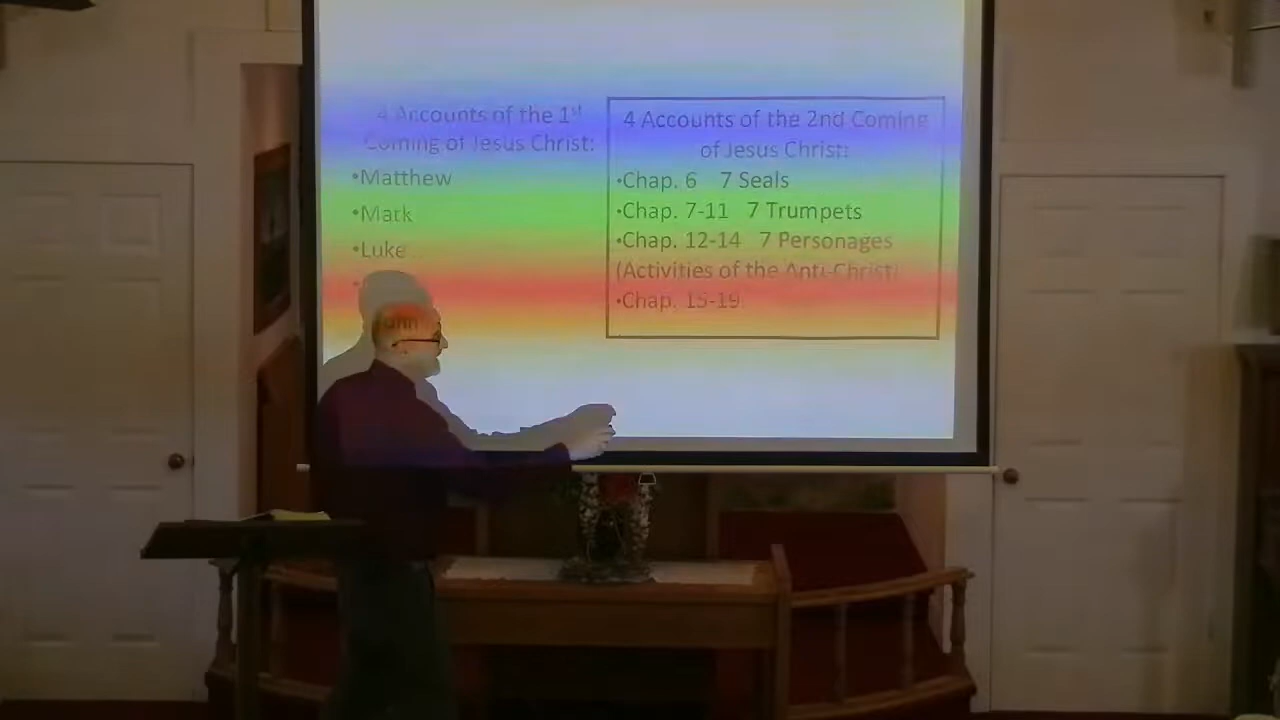 4 Accounts of the 1st
Coming of Jesus Christ:
•Matthew
•Mark
•Luke
•
John
4 Accounts of the 2nd Coming
of Jesus Christ:
•Chap. 6 7 Seals
•Chap. 7-11 7 Trumpets
•Chap. 12-14 7 Personages
(Activities of the Anti-Christ)
•Chap. 15-19